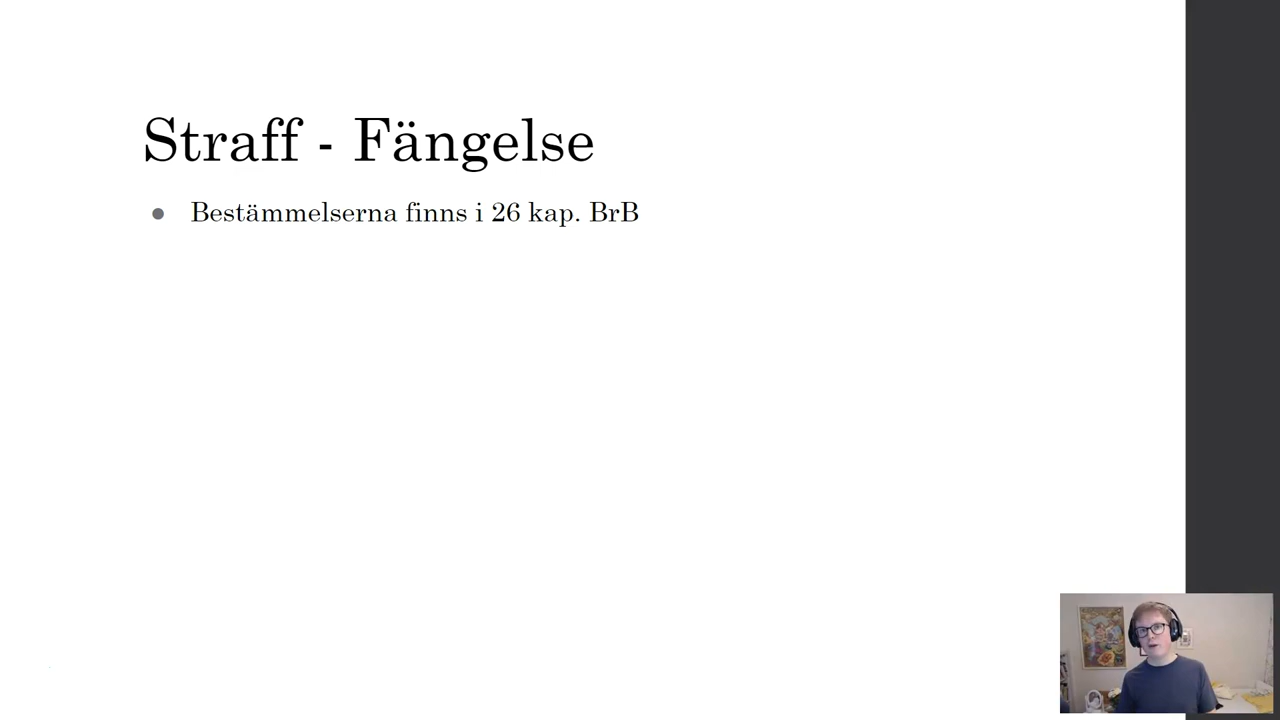 Straff - Fängelse
● Bestämmelserna finns i 26 kap. BrB